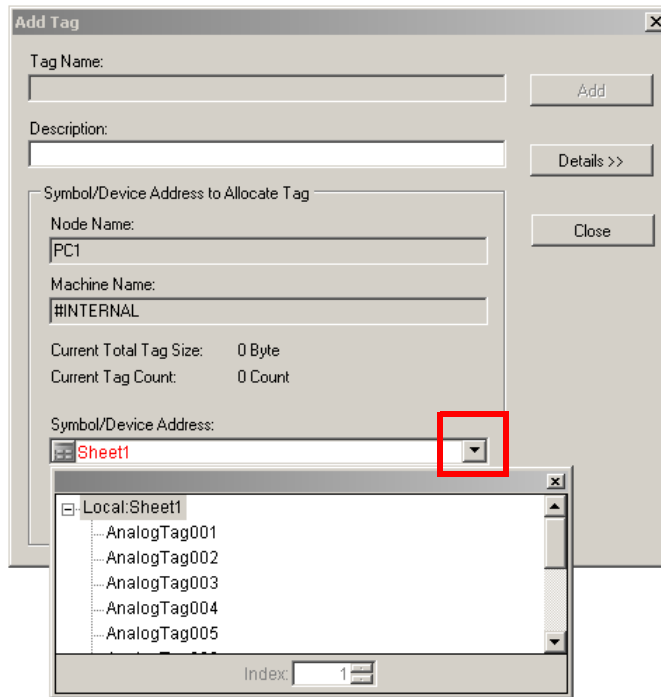 Add Tag
Tag Name:
Add
Description:
Details >>
Symbol/Device Address to Allocate Tag
Node Name:
Close
PC1
Machine Name:
#INTERNAL
Current Total Tag Size: 0 Byte
Current Tag Count: 0 Count
Symbol/Device Address:
Sheet1
Local:Sheet1
AnalogTag001
AnalogTag002
AnalogTag003
AnalogTag004
AnalogTag005
Index: 1